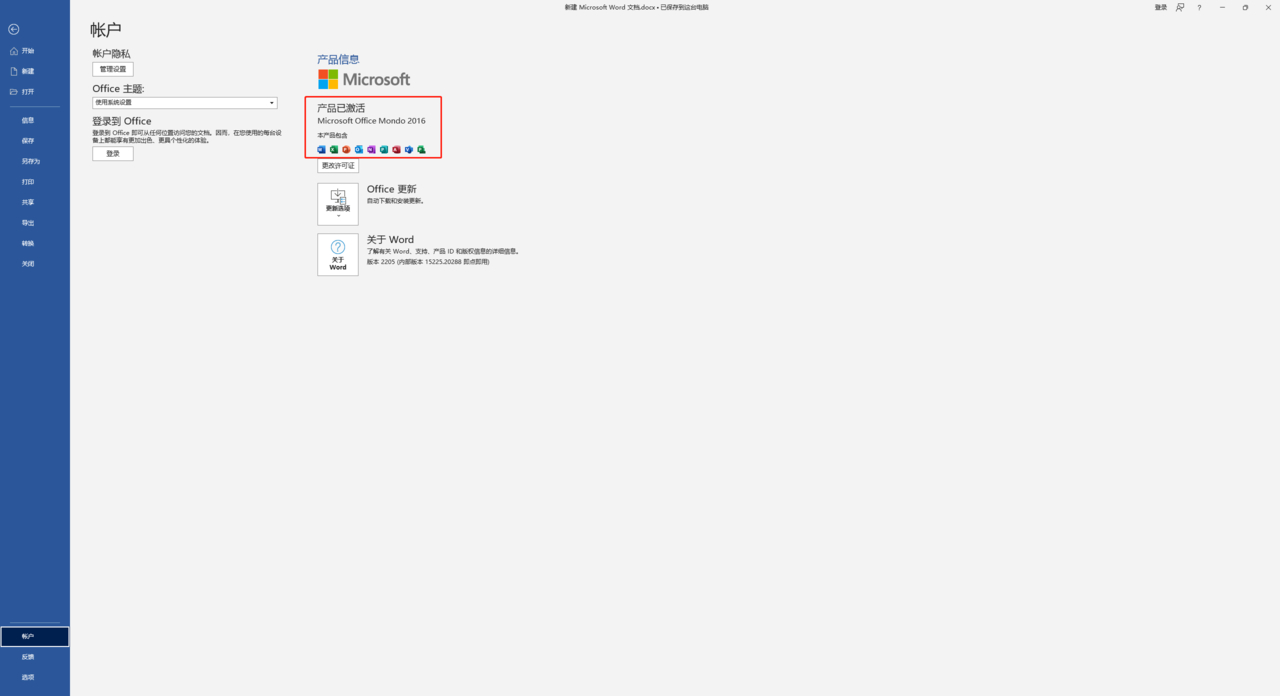 新建 Microsoft Word 文档.docx • 已保存到这台电脑
登录
?
开始
新建
打开
信息
保存
另存为
打印
共享
导出
转换
关闭
帐户
反馈
选项
帐户
帐户隐私
管理设置
Office 主题:
使用系统设置
登录到 Office
登录到 Office 即可从任何位置访问您的文档。因而，在您使用的每台设
备上都能享有更加出色、更具个性化的体验。
登录
产品信息
Microsoft
产品已激活
Microsoft Office Mondo 2016
本产品包含
更改许可证
更新选项
Office 更新
自动下载和安装更新。
关于
Word
关于 Word
了解有关 Word、支持、产品 ID 和版权信息的详细信息。
版本 2205 (内部版本 15225.20288 即点即用)